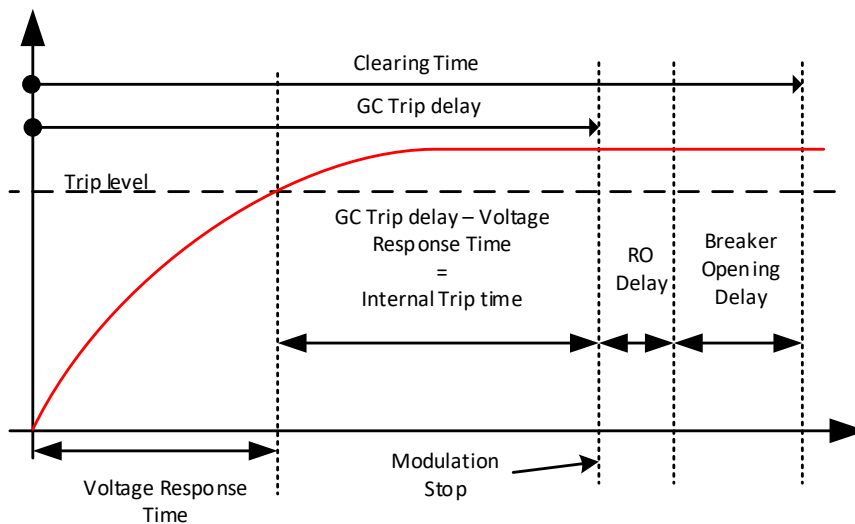 Clearing Time
GC Trip delay
Trip level
GC Trip delay – Voltage
Response Time
=
Internal Trip time
RO
Delay
Breaker
Opening
Delay
Voltage Response
Time
Modulation
Stop